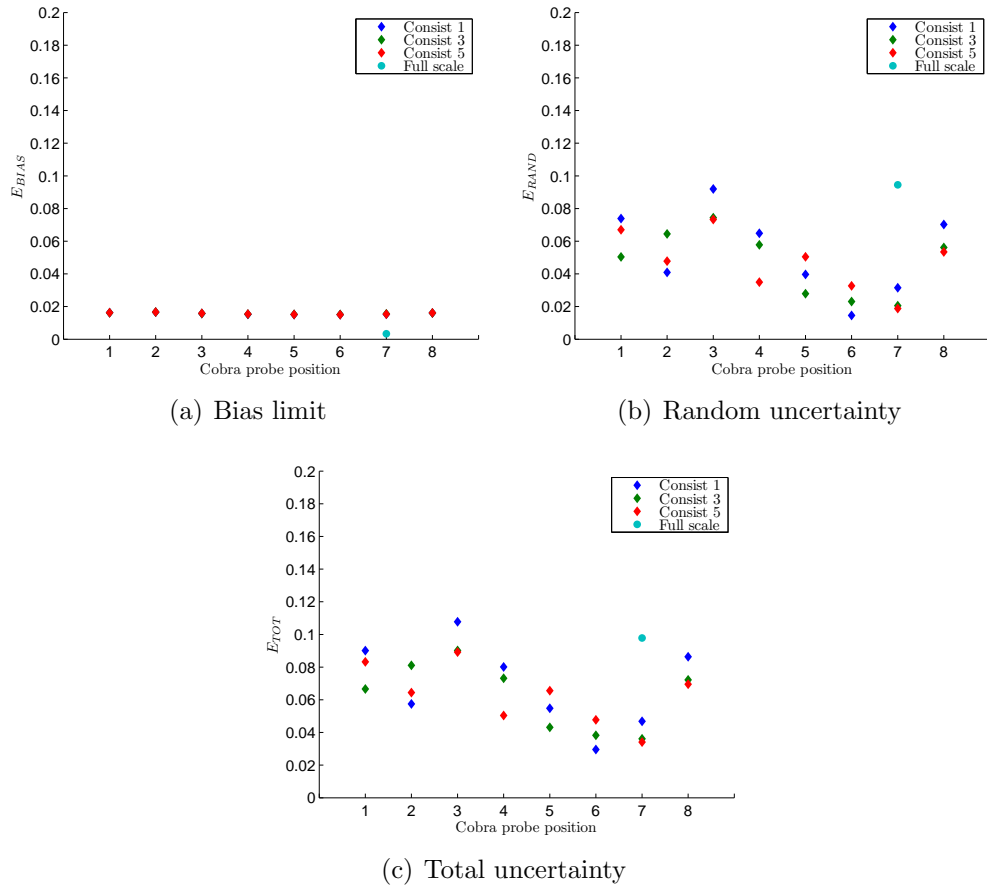 0.2
0.18
0.16
0.14
0.12
0.1
0.08
0.06
0.04
0.02
0
E_{BIAS}
Consist 1
Consist 3
Consist 5
Full scale
1 2 3 4 5 6 7 8
Cobra probe position
(a) Bias limit
0.2
0.18
0.16
0.14
0.12
0.1
0.08
0.06
0.04
0.02
0
E_{RAND}
Consist 1
Consist 3
Consist 5
Full scale
1 2 3 4 5 6 7 8
Cobra probe position
(b) Random uncertainty
0.2
0.18
0.16
0.14
0.12
0.1
0.08
0.06
0.04
0.02
0
E_{TOT}
Consist 1
Consist 3
Consist 5
Full scale
1 2 3 4 5 6 7 8
Cobra probe position
(c) Total uncertainty